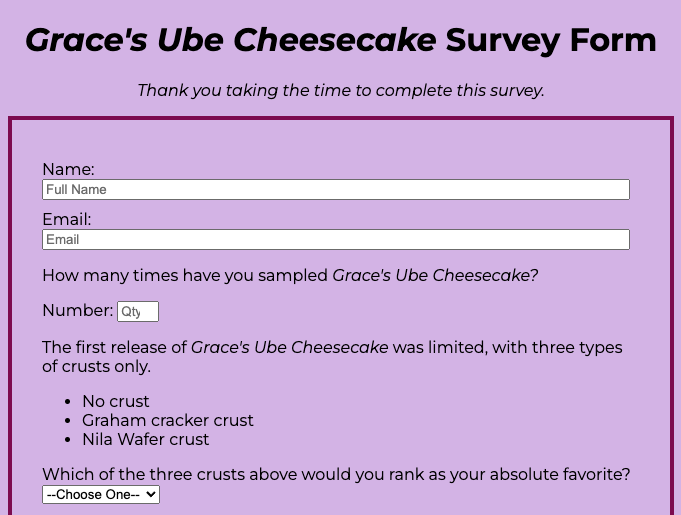 Grace's Ube Cheesecake Survey Form
Thank you taking the time to complete this survey.
Name:
Full Name
Email:
Email
How many times have you sampled Grace's Ube Cheesecake?
Number: Qty
The first release of Grace's Ube Cheesecake was limited, with three types
of crusts only.
• No crust
• Graham cracker crust
• Nila Wafer crust
Which of the three crusts above would you rank as your absolute favorite?
--Choose One--